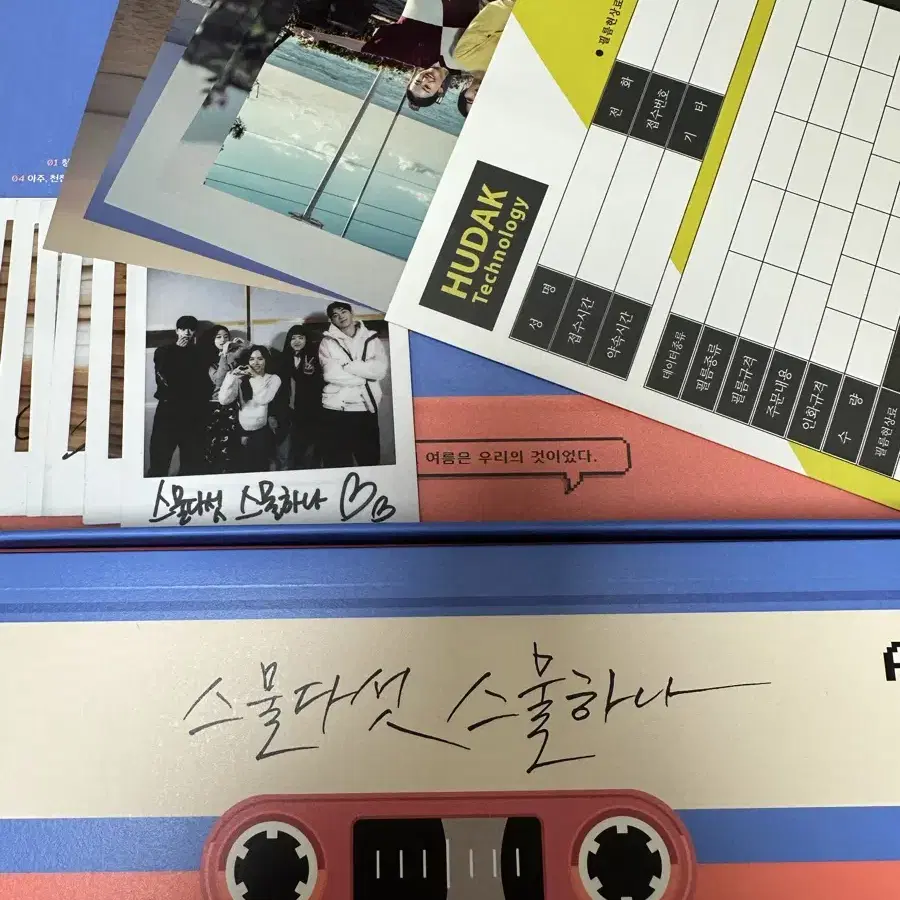 01
04 아주, 천천
● 필름현상료
전 화
접수번호
기 타
HUDAK
Technology
성 명
접수시간
약속시간
데이터종류
필름종류
필름규격
주문내용
인화규격
수 량
필름현상료
여름은 우리의 것이었다.
스물다섯 스물하나
스물다섯 스물하나